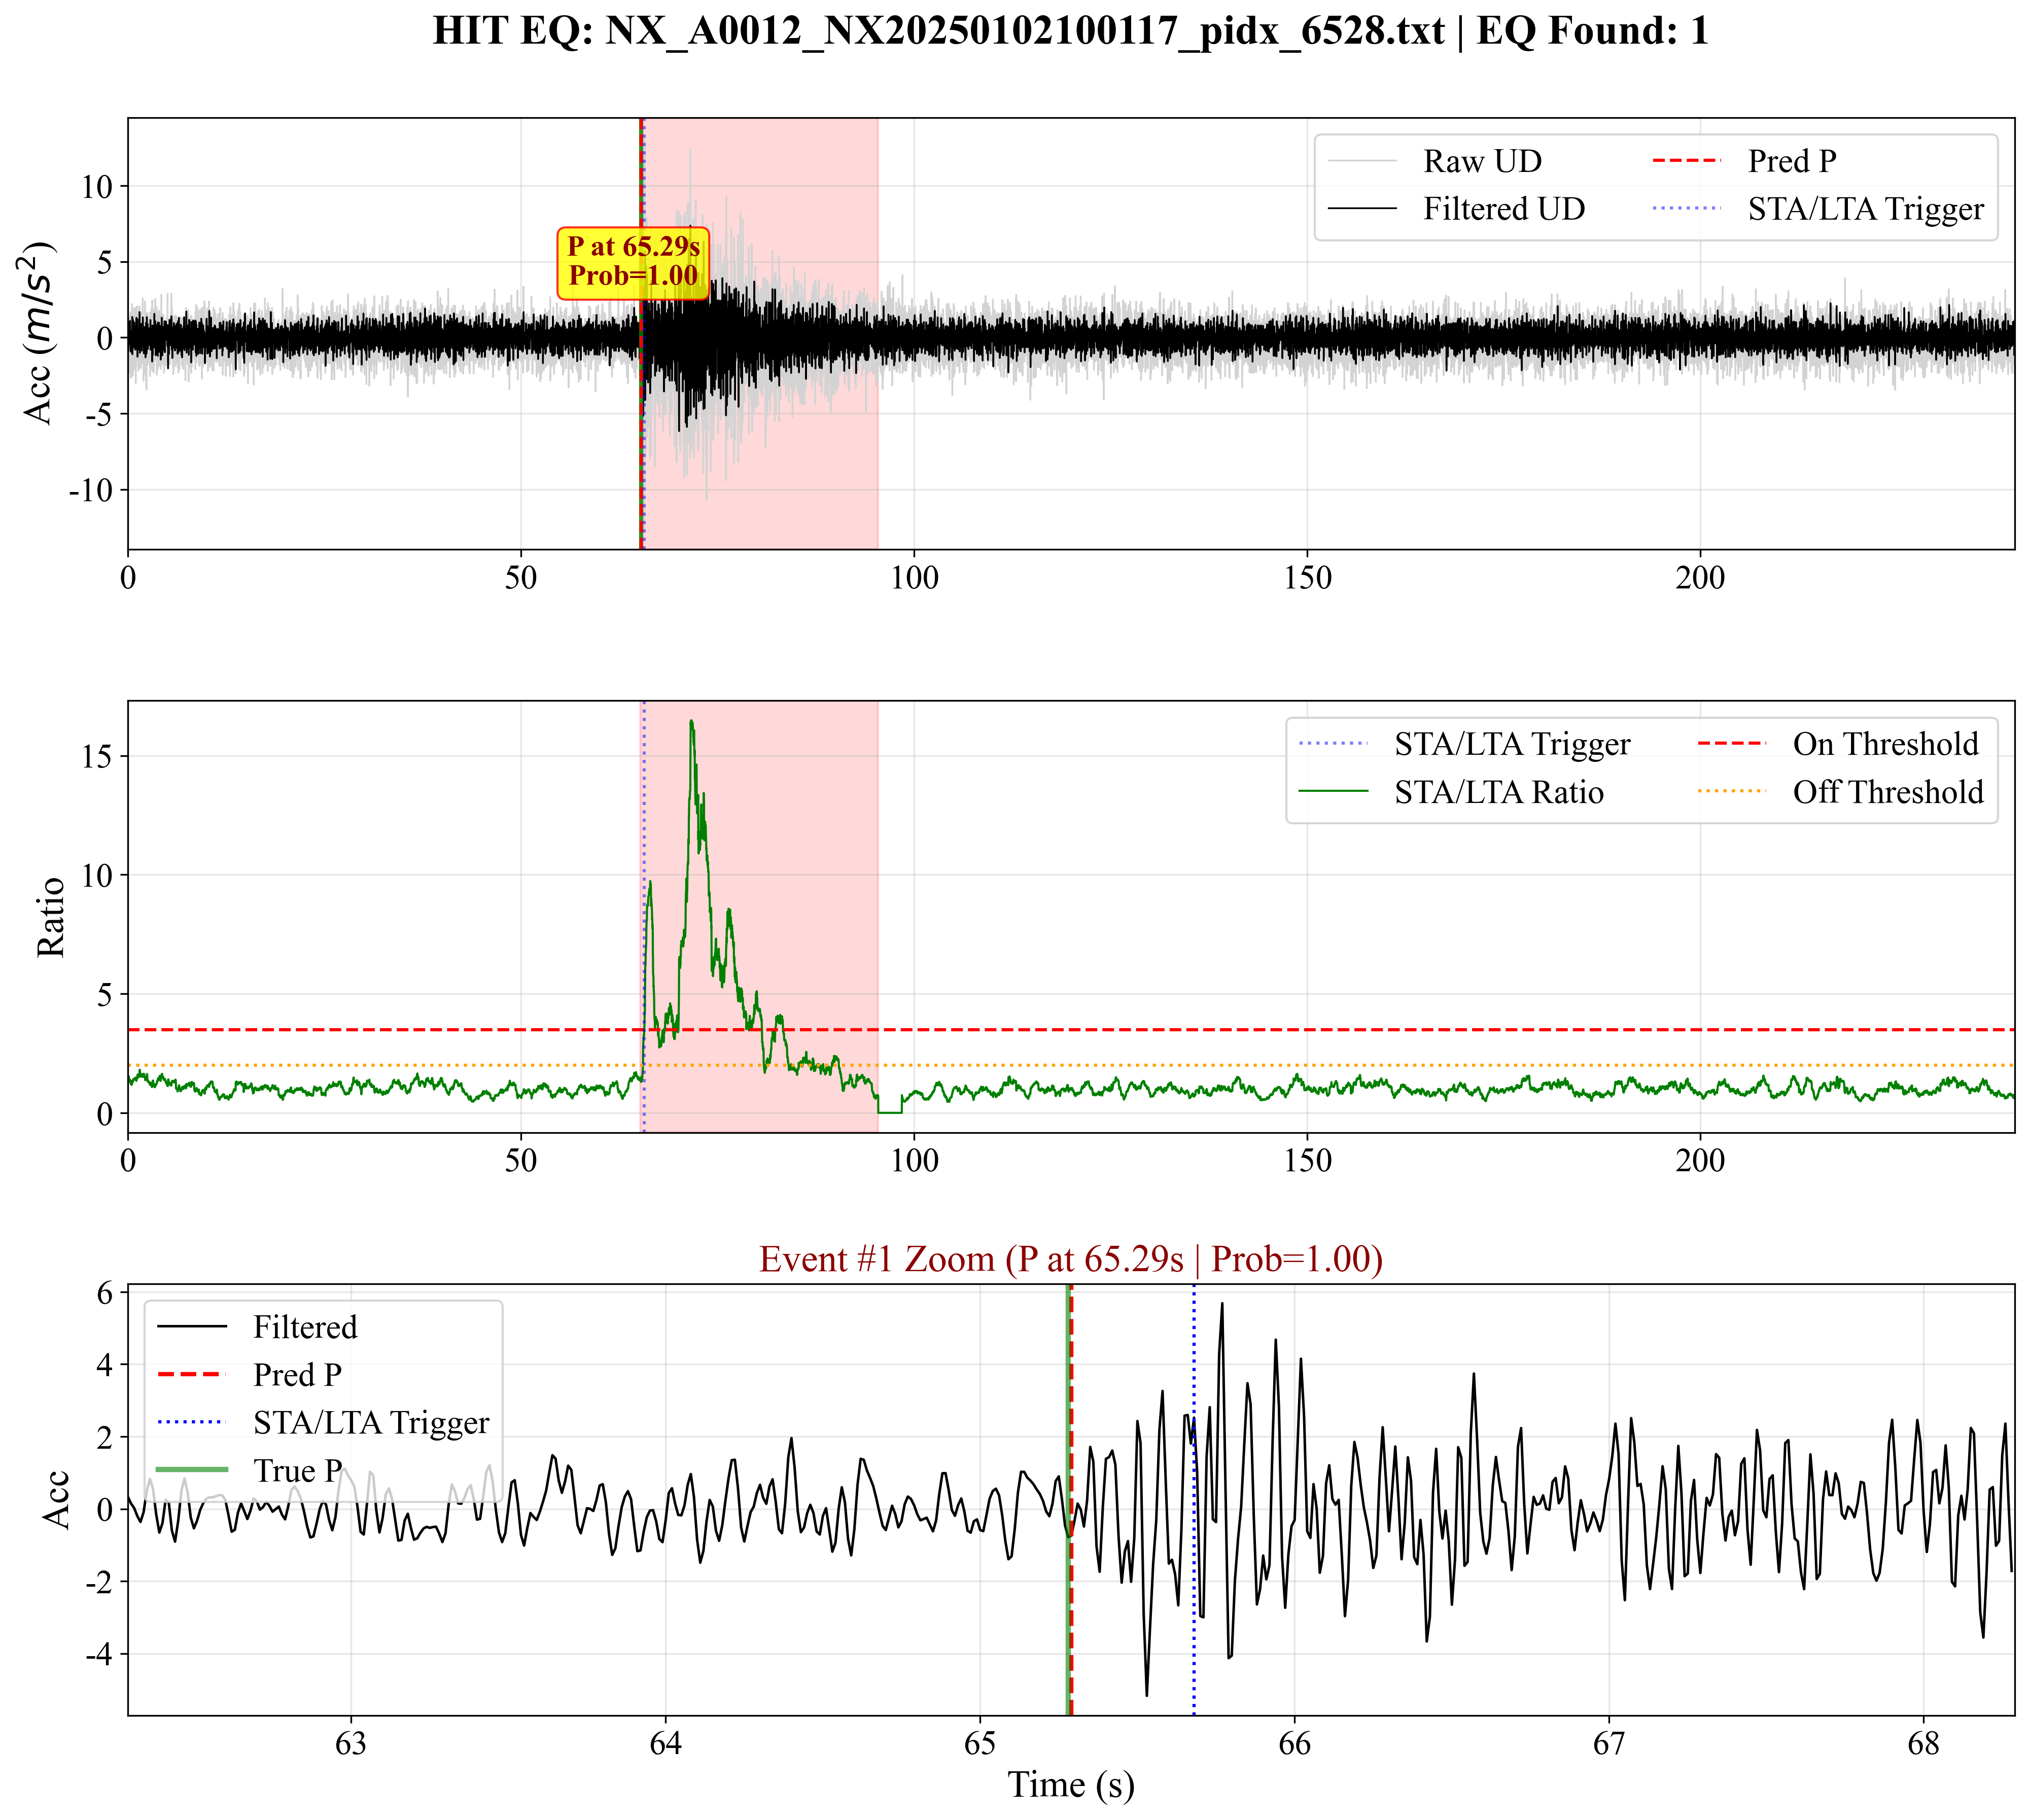 HIT EQ: NX_A0012_NX20250102100117_pidx_6528.txt | EQ Found: 1
Acc (m/s²)
10
5
0
-5
-10
P at 65.29s
Prob=1.00
Raw UD
Filtered UD
Pred P
STA/LTA Trigger
0 50 100 150 200
Ratio
15
10
5
0
STA/LTA Trigger
STA/LTA Ratio
On Threshold
Off Threshold
0 50 100 150 200
Event #1 Zoom (P at 65.29s | Prob=1.00)
Acc
6
4
2
0
-2
-4
Filtered
Pred P
STA/LTA Trigger
True P
63 64 65 66 67 68
Time (s)